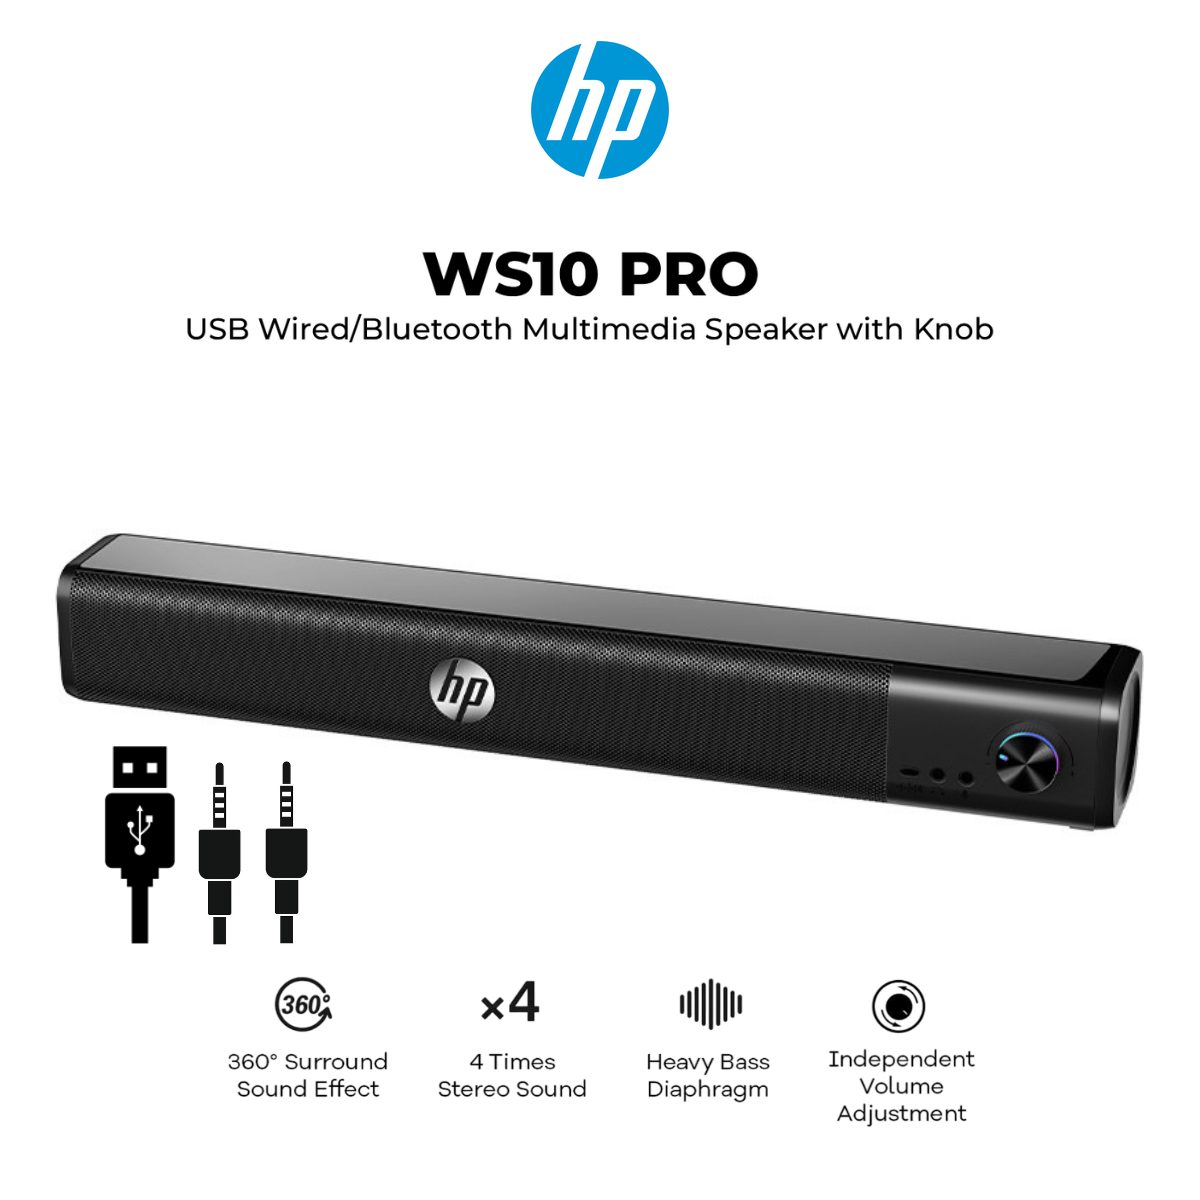 hp
WS10 PRO
USB Wired/Bluetooth Multimedia Speaker with Knob
hp
360°
×4
360° Surround
Sound Effect
4 Times
Stereo Sound
Heavy Bass
Diaphragm
Independent
Volume
Adjustment